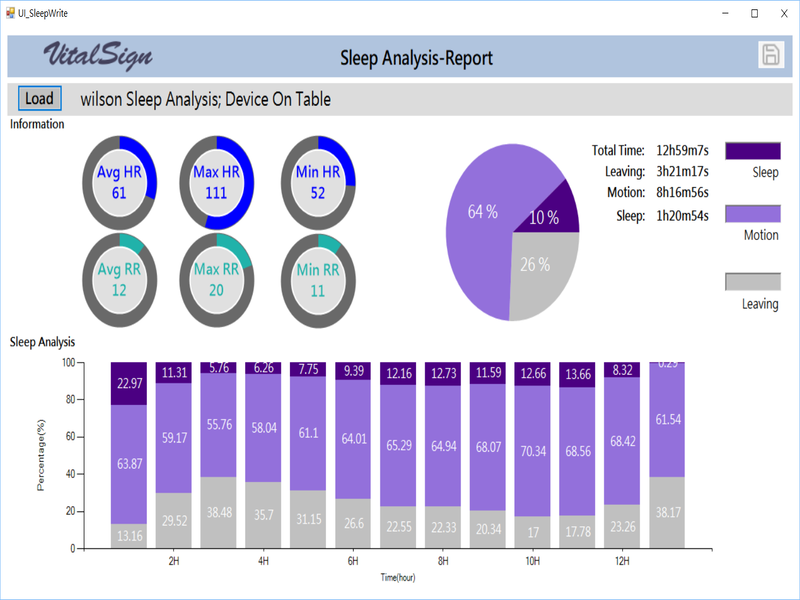 UI_SleepWrite
VitalSign
Sleep Analysis-Report
Load
wilson Sleep Analysis; Device On Table
Information
Avg HR
61
Max HR
111
Min HR
52
Avg RR
12
Max RR
20
Min RR
11
64 %
10 %
26 %
Total Time: 12h59m7s
Leaving: 3h21m17s
Motion: 8h16m56s
Sleep: 1h20m54s
Sleep
Motion
Leaving
Sleep Analysis
Percentage(%)
100
80
60
40
20
0
22.97 11.31 5.76 6.26 7.75 9.39 12.16 12.73 11.59 12.66 13.66 8.32 0.29
63.87 59.17 55.76 58.04 61.1 64.01 65.29 64.94 68.07 70.34 68.56 68.42 61.54
13.16 29.52 38.48 35.7 31.15 26.6 22.55 22.33 20.34 17 17.78 23.26 38.17
2H 4H 6H 8H 10H 12H
Time(hour)